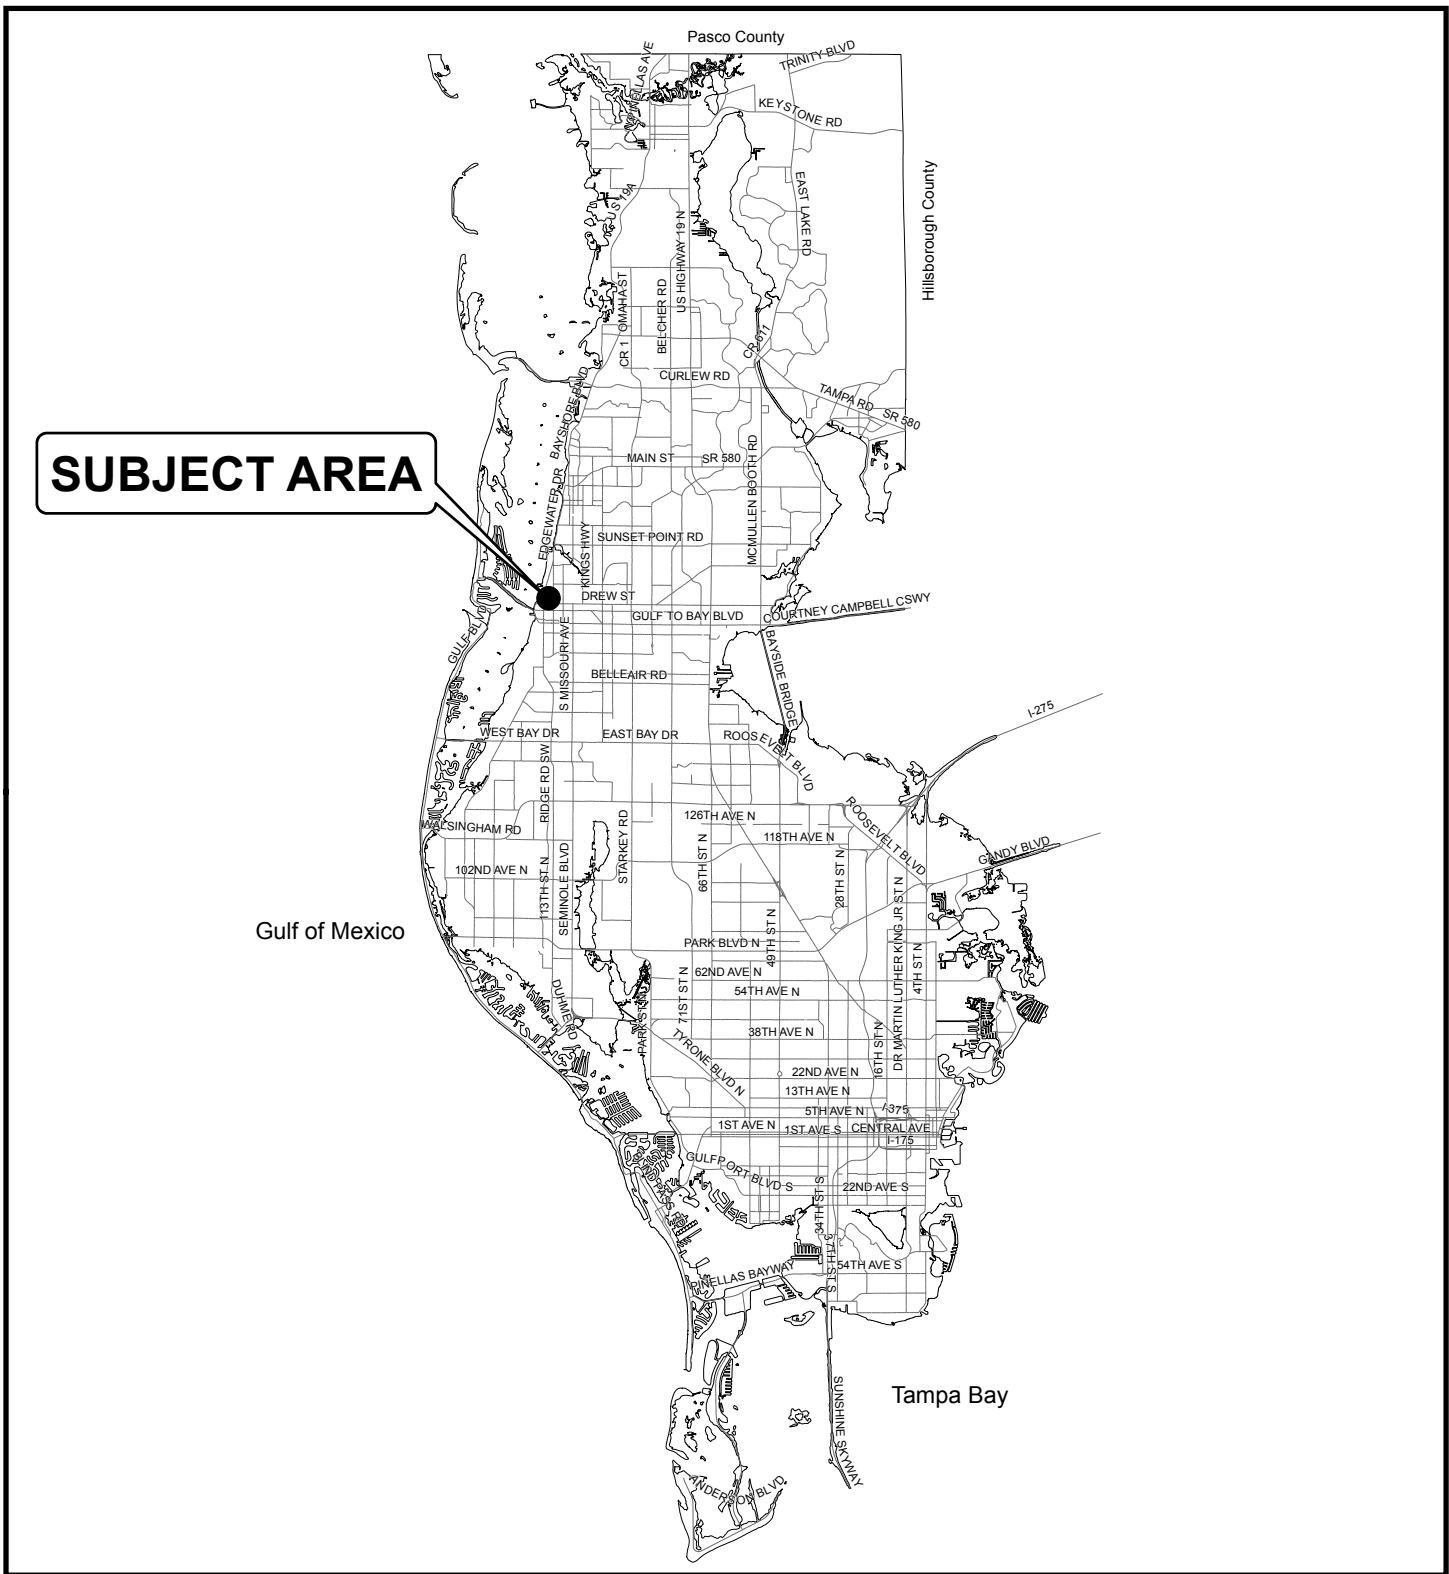 Pasco County
PINELLAS AVE
TRINITY BLVD
KEYSTONE RD
Hillsborough County
EAST LAKE RD
US 19A
US HIGHWAY 19 N
OMAHA ST
BELCHER RD
CR 1
CR 611
CURLEW RD
TAMPA RD
SR 580
BAYSHORE BLVD
MAIN ST
SR 580
MCMULLEN BOOTH RD
SUBJECT AREA
EDGEWATER DR
KINGS HWY
SUNSET POINT RD
DREW ST
GULF TO BAY BLVD
COURTNEY CAMPBELL CSWY
GULF BLVD
S MISSOURI AVE
BELLEAIR RD
BAYSIDE BRIDGE
I-275
WEST BAY DR
EAST BAY DR
ROOSEVELT BLVD
RIDGE RD SW
WALSINGHAM RD
STARKEY RD
126TH AVE N
118TH AVE N
ROOSEVELT BLVD
GANDY BLVD
102ND AVE N
113TH ST N
SEMINOLE BLVD
66TH ST N
28TH ST N
Gulf of Mexico
PARK BLVD N
49TH ST N
DR MARTIN LUTHER KING JR ST N
4TH ST N
62ND AVE N
54TH AVE N
DUHME RD
PARK ST N
71ST ST N
38TH AVE N
TYRONE BLVD N
16TH ST N
22ND AVE N
13TH AVE N
5TH AVE N
I-375
1ST AVE N
1ST AVE S
CENTRAL AVE
I-175
GULFPORT BLVD S
22ND AVE S
34TH ST S
37TH ST S
54TH AVE S
PINELLAS BAYWAY
SUNSHINE SKYWAY
Tampa Bay
ANDERSON BLVD